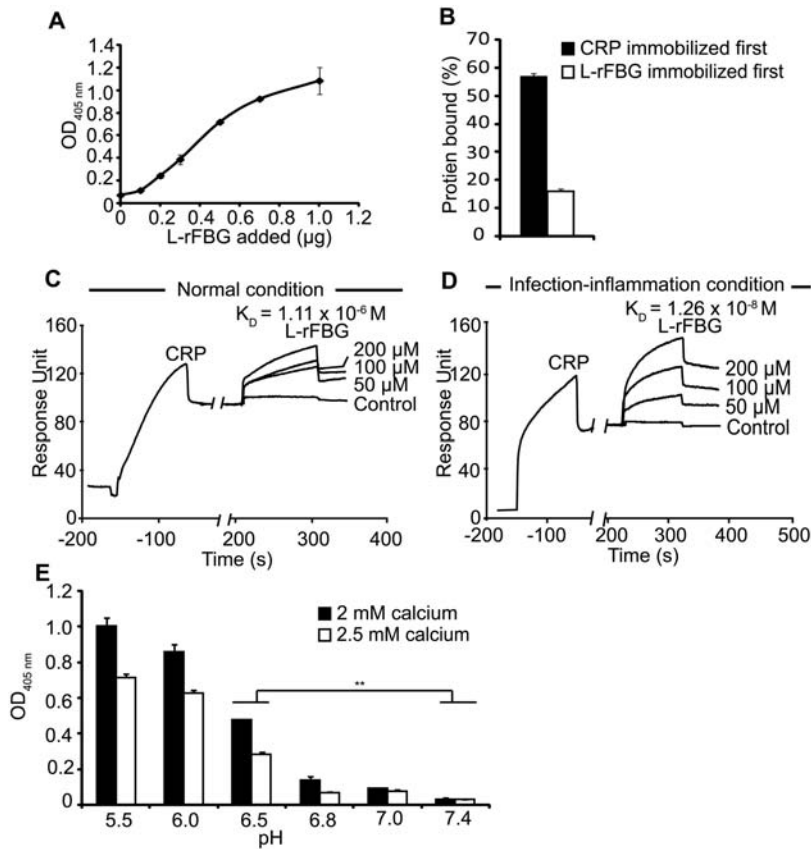 A
OD405 nm
1.4
1.2
1.0
0.8
0.6
0.4
0.2
0
0 0.2 0.4 0.6 0.8 1.0 1.2
L-rFBG added (µg)
B
Protien bound (%)
70
60
50
40
30
20
10
0
CRP immobilized first
L-rFBG immobilized first
C
Normal condition
KD = 1.11 x 10-6 M
L-rFBG
CRP
200 µM
100 µM
50 µM
Control
Response Unit
160
120
80
40
0
-200 -100 200 300 400
Time (s)
D
Infection-inflammation condition
KD = 1.26 x 10-8 M
L-rFBG
CRP
200 µM
100 µM
50 µM
Control
Response Unit
160
120
80
40
0
-200 -100 200 300 400 500
Time (s)
E
OD405 nm
1.2
1.0
0.8
0.6
0.4
0.2
0
2 mM calcium
2.5 mM calcium
**
5.5 6.0 6.5 6.8 7.0 7.4
pH